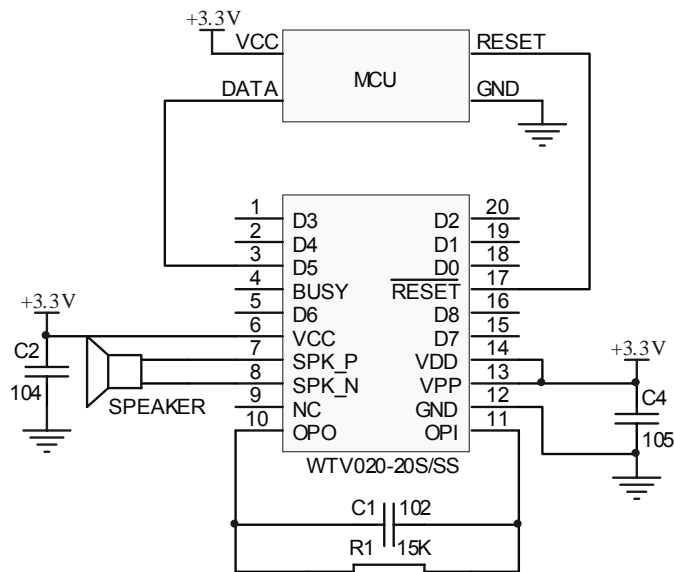 +3.3V
VCC
RESET
MCU
DATA
GND
1 D3 D2 20
2 D4 D1 19
3 D5 D0 18
4 BUSY RESET 17
5 D6 D8 16
6 VCC D7 15
7 SPK_P VDD 14
8 SPK_N VPP 13
9 NC GND 12
10 OPO OPI 11
+3.3V
C2
104
SPEAKER
+3.3V
C4
105
WTV020-20S/SS
C1 102
R1 15K